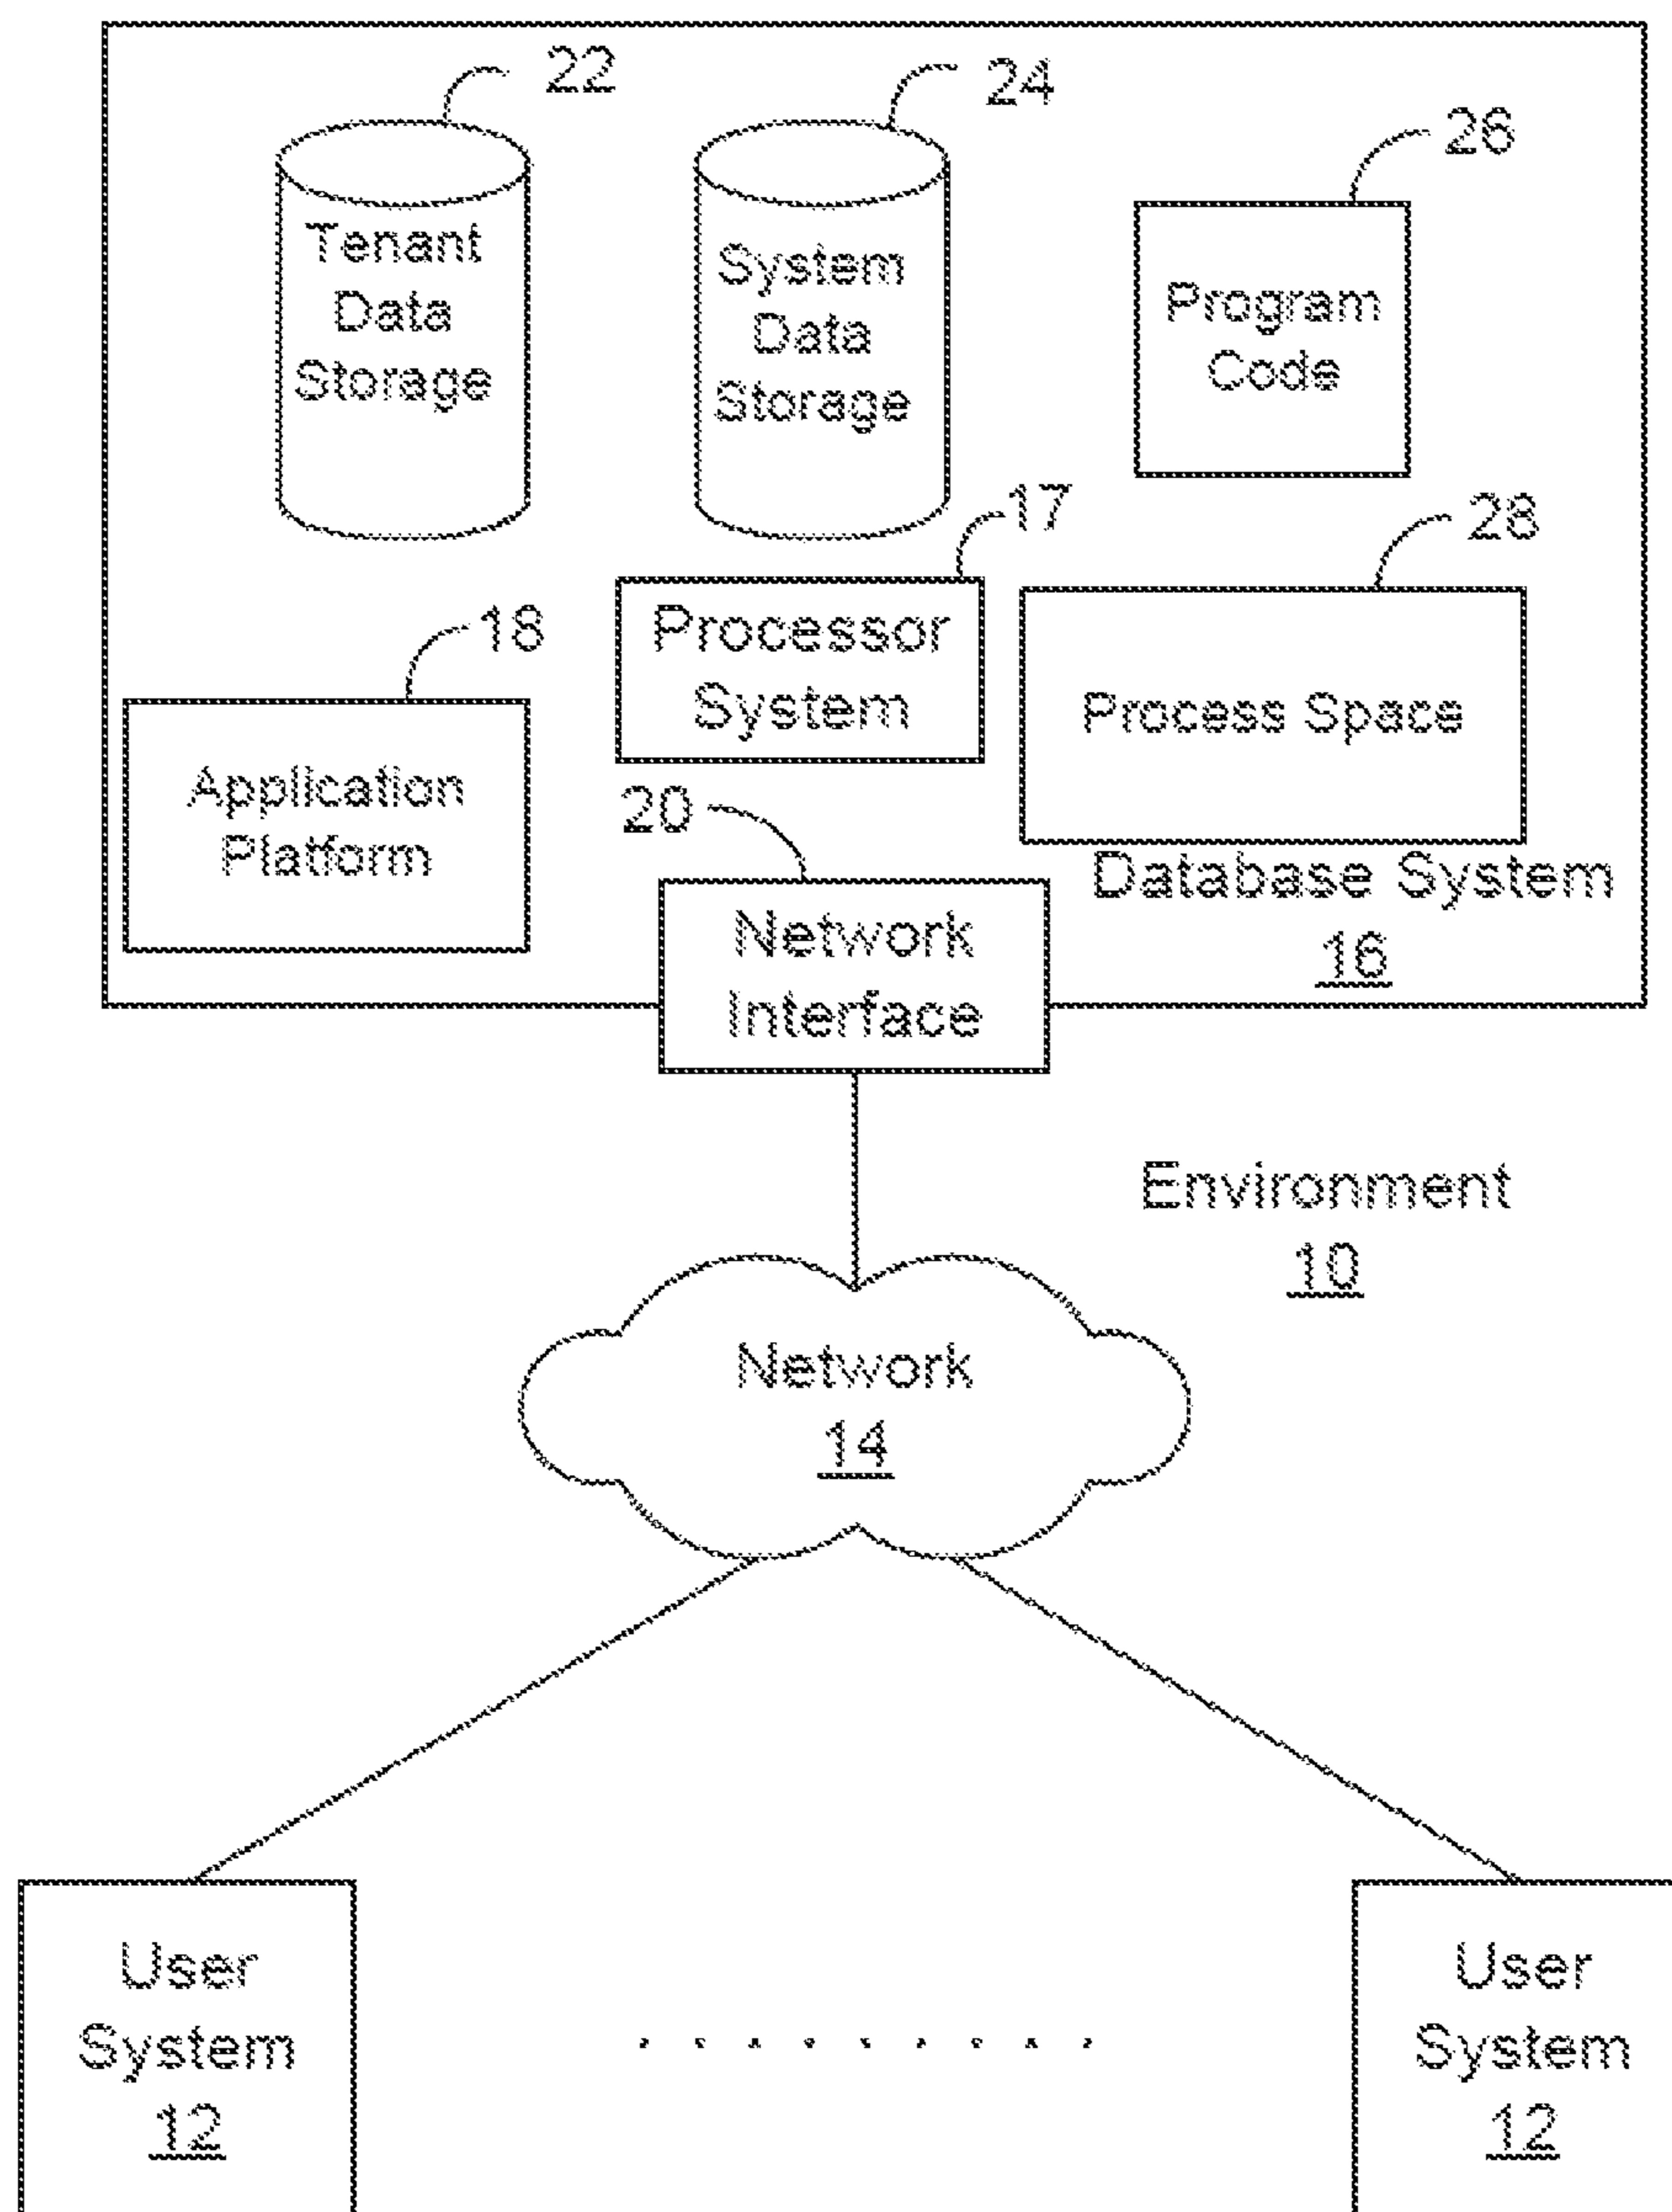 22
24
26
Tenant
Data
Storage
System
Data
Storage
Program
Code
17
28
18
Processor
System
Process Space
Application
Platform
20
Database System
16
Network
Interface
Environment
10
Network
14
User
System
12
User
System
12